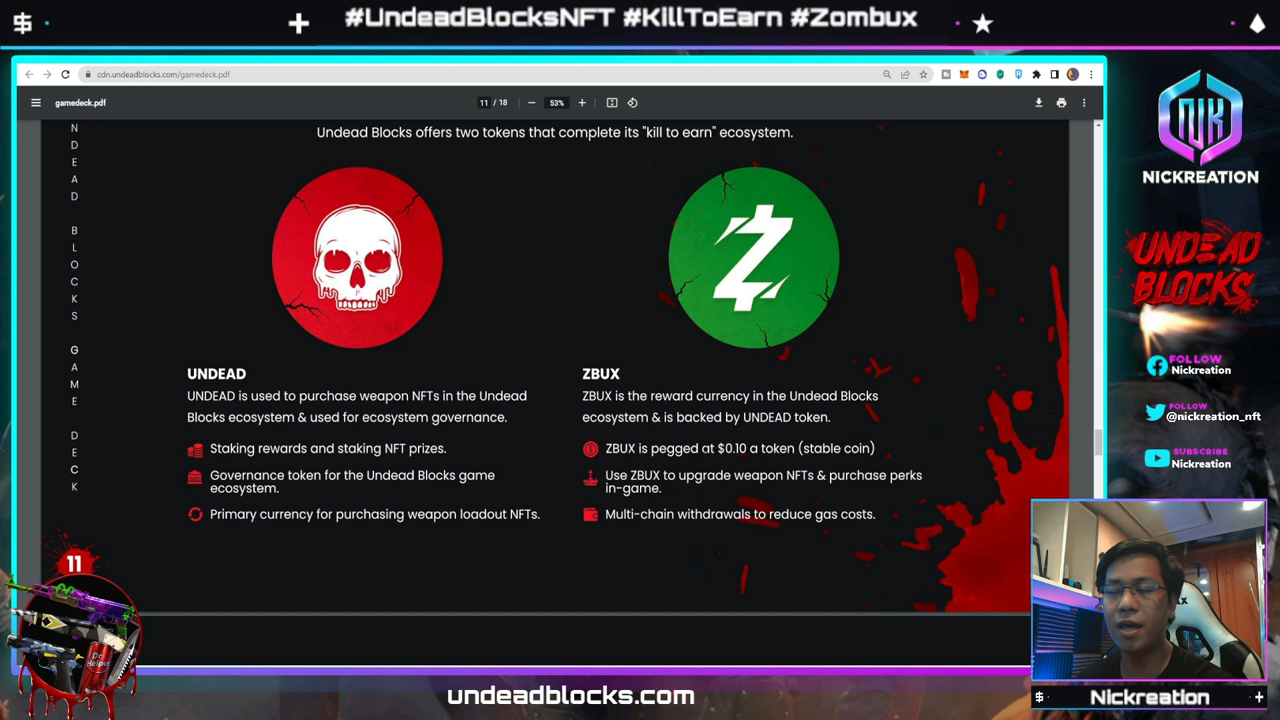 #UndeadBlocksNFT #KillToEarn #Zombux
cdn.undeadblocks.com/gamedeck.pdf
gamedeck.pdf
11 / 18
53%
Undead Blocks offers two tokens that complete its "kill to earn" ecosystem.
UNDEAD BLOCKS GAME DECK
UNDEAD
UNDEAD is used to purchase weapon NFTs in the Undead
Blocks ecosystem & used for ecosystem governance.
Staking rewards and staking NFT prizes.
Governance token for the Undead Blocks game
ecosystem.
Primary currency for purchasing weapon loadout NFTs.
ZBUX
ZBUX is the reward currency in the Undead Blocks
ecosystem & is backed by UNDEAD token.
ZBUX is pegged at $0.10 a token (stable coin)
Use ZBUX to upgrade weapon NFTs & purchase perks
in-game.
Multi-chain withdrawals to reduce gas costs.
11
Dr
Helper
NICKREATION
UNDEAD
BLOCKS
FOLLOW
Nickreation
FOLLOW
@nickreation_nft
SUBSCRIBE
Nickreation
undeadblocks.com
Nickreation